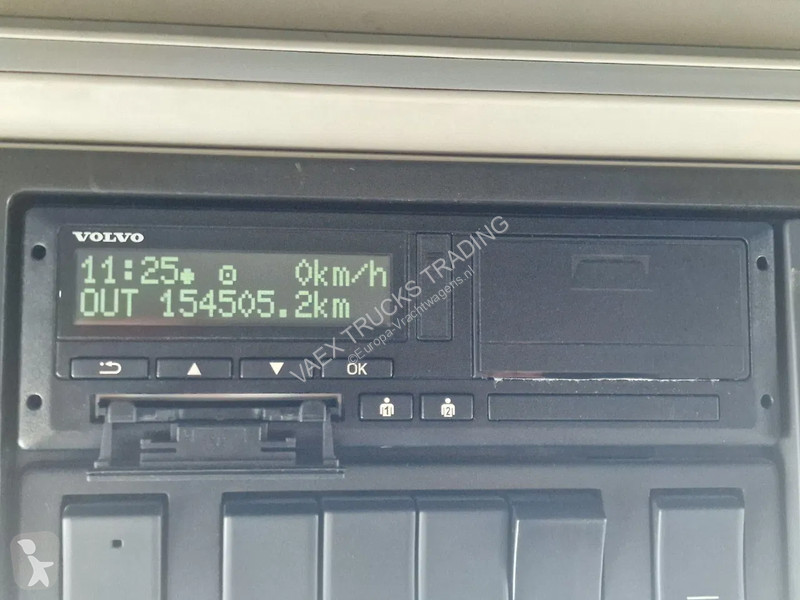 VOLVO
11:25 0km/h
OUT 154505.2km
OK
1 2
VAEX TRUCKS TRADING
©Europa-Vrachtwagens.nl